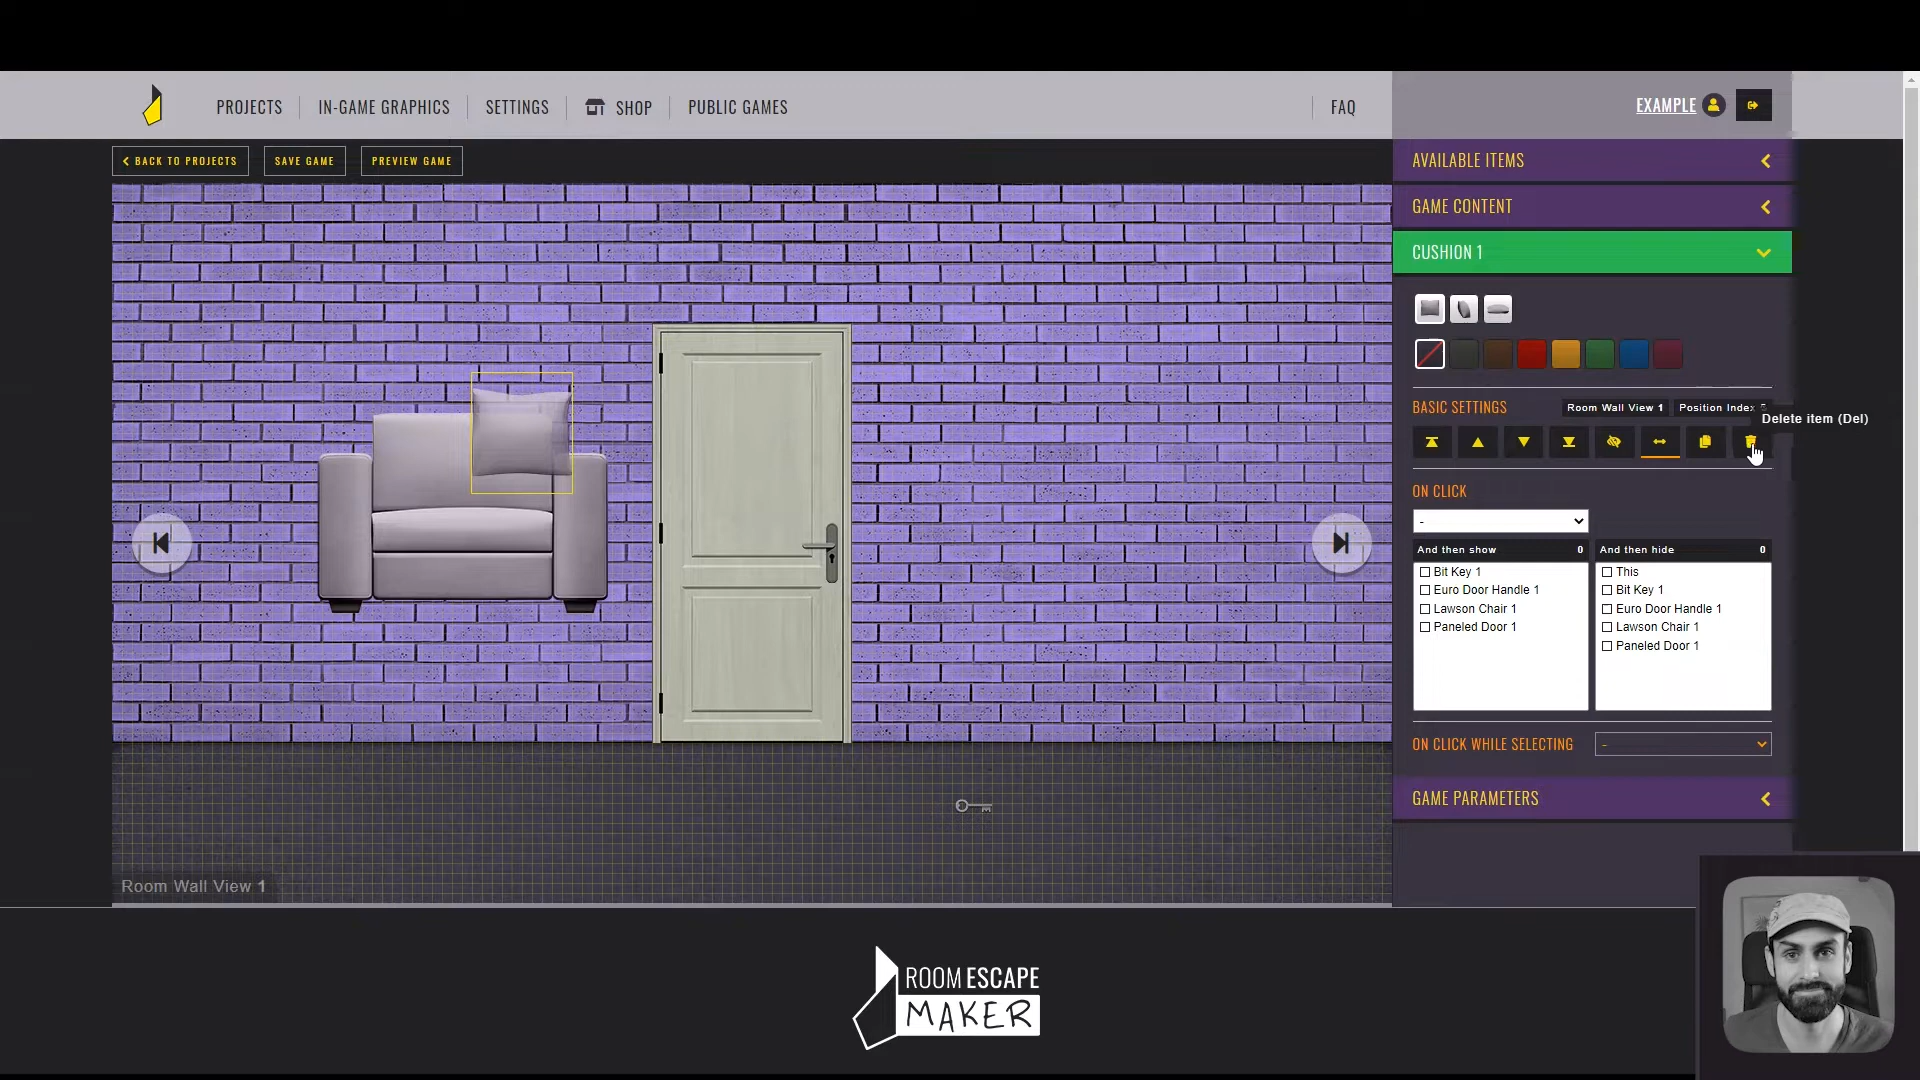 PROJECTS
IN-GAME GRAPHICS
SETTINGS
SHOP
PUBLIC GAMES
FAQ
EXAMPLE
BACK TO PROJECTS
SAVE GAME
PREVIEW GAME
AVAILABLE ITEMS
GAME CONTENT
CUSHION 1
BASIC SETTINGS
Room Wall View 1
Position Index
Delete item (Del)
ON CLICK
-
And then show 0
And then hide 0
Bit Key 1
Euro Door Handle 1
Lawson Chair 1
Paneled Door 1
This
Bit Key 1
Euro Door Handle 1
Lawson Chair 1
Paneled Door 1
ON CLICK WHILE SELECTING
-
GAME PARAMETERS
Room Wall View 1
ROOM ESCAPE
MAKER